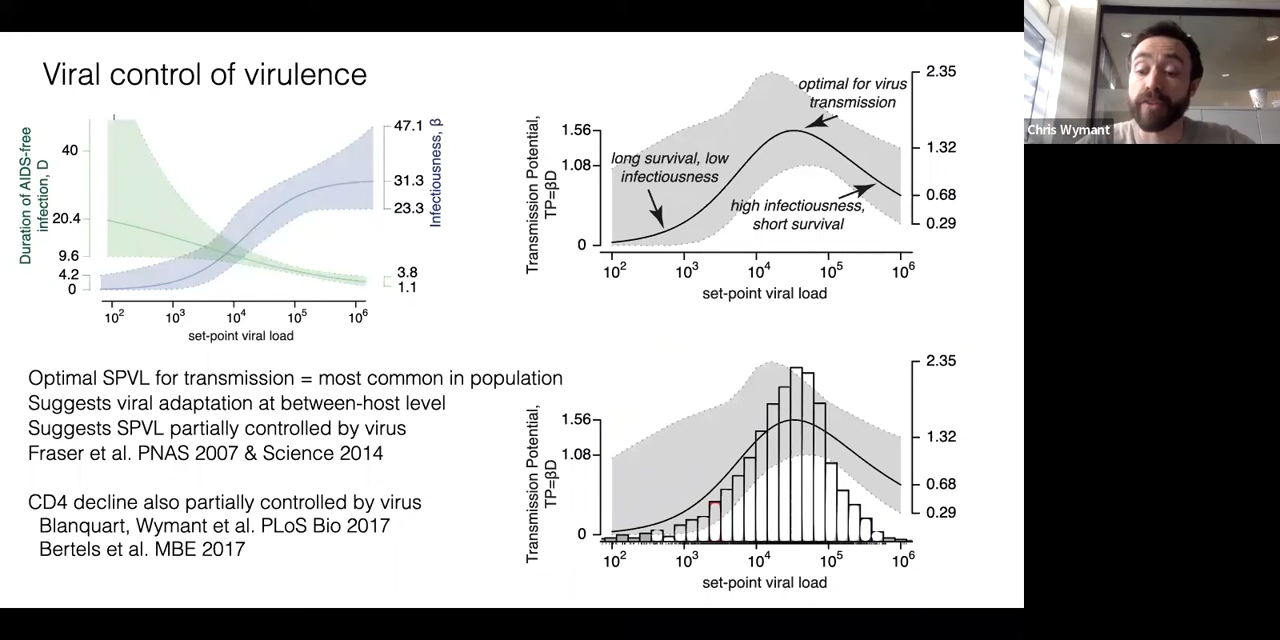 Viral control of virulence
Duration of AIDS-free
infection, D
40
20.4
9.6
4.2
0
47.1
31.3
23.3
3.8
1.1
Infectiousness, β
10² 10³ 10⁴ 10⁵ 10⁶
set-point viral load
Transmission Potential,
TP=βD
1.56
1.08
0
optimal for virus
transmission
long survival, low
infectiousness
high infectiousness,
short survival
2.35
1.32
0.68
0.29
10² 10³ 10⁴ 10⁵ 10⁶
set-point viral load
Chris Wymant
Optimal SPVL for transmission = most common in population
Suggests viral adaptation at between-host level
Suggests SPVL partially controlled by virus
Fraser et al. PNAS 2007 & Science 2014
CD4 decline also partially controlled by virus
Blanquart, Wymant et al. PLoS Bio 2017
Bertels et al. MBE 2017
Transmission Potential,
TP=βD
1.56
1.08
0
2.35
1.32
0.68
0.29
10² 10³ 10⁴ 10⁵ 10⁶
set-point viral load